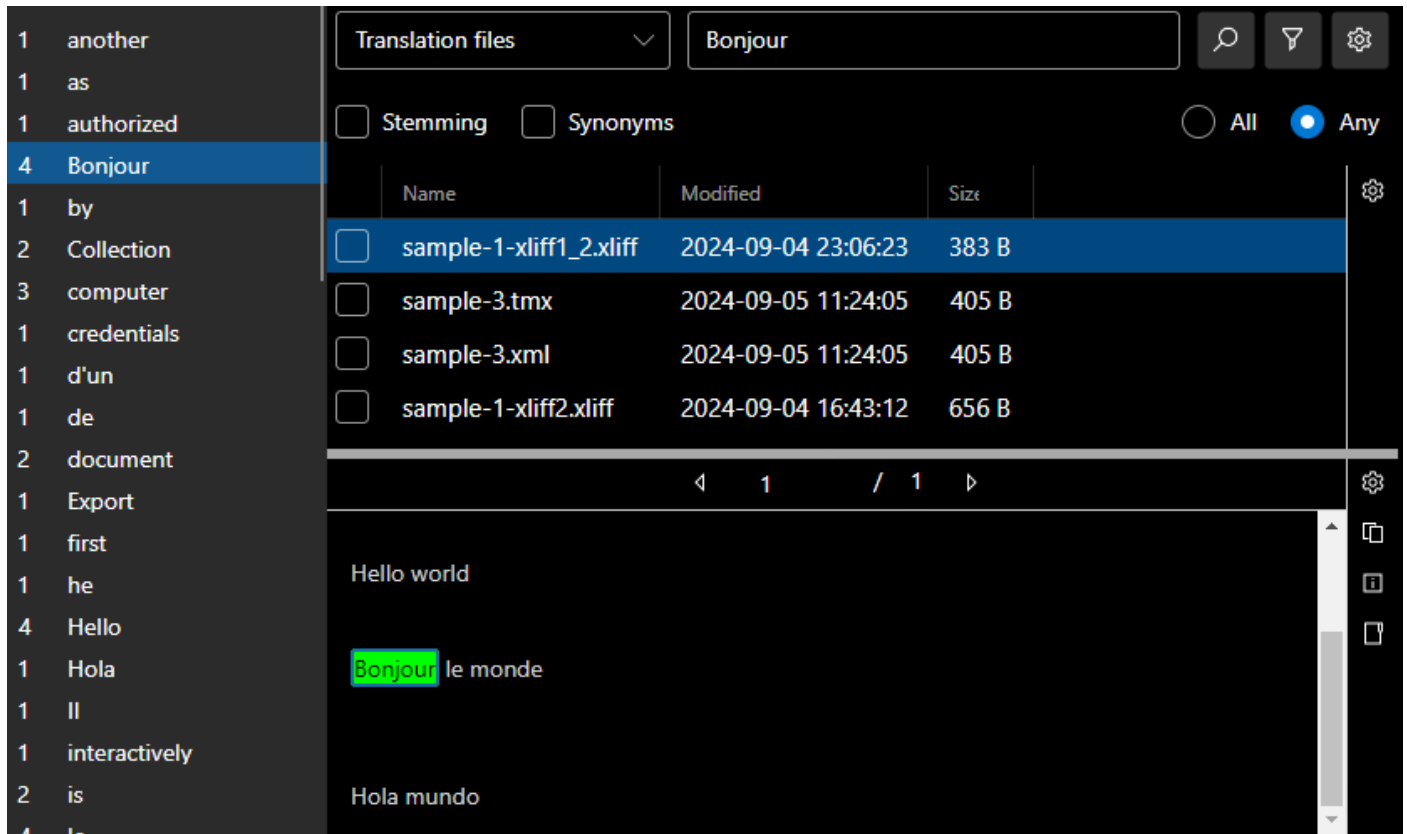 1 another
1 as
1 authorized
4 Bonjour
1 by
2 Collection
3 computer
1 credentials
1 d'un
1 de
2 document
1 Export
1 first
1 he
4 Hello
1 Hola
1 Il
1 interactively
2 is
Translation files Bonjour
Stemming Synonyms All Any
Name Modified Size
sample-1-xliff1_2.xliff 2024-09-04 23:06:23 383 B
sample-3.tmx 2024-09-05 11:24:05 405 B
sample-3.xml 2024-09-05 11:24:05 405 B
sample-1-xliff2.xliff 2024-09-04 16:43:12 656 B
1 / 1
Hello world
Bonjour le monde
Hola mundo